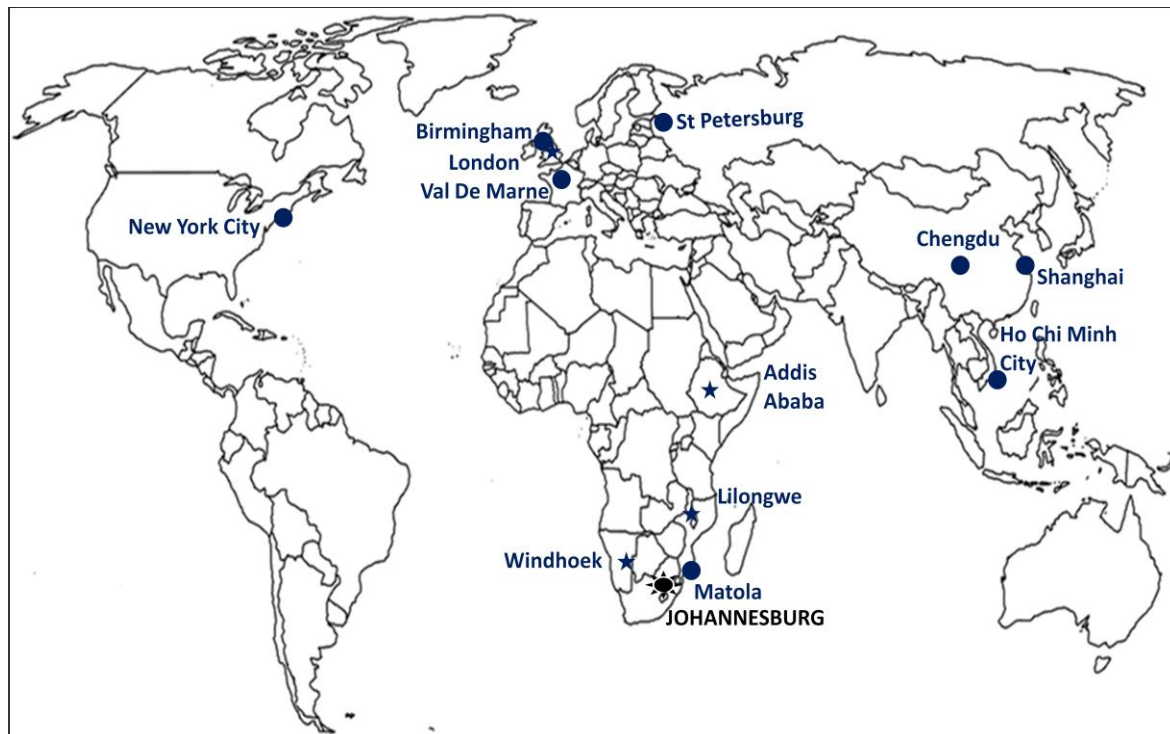 St Petersburg
Birmingham
London
Val De Marne
New York City
Chengdu
Shanghai
Ho Chi Minh
City
Addis
Ababa
Lilongwe
Windhoek
Matola
JOHANNESBURG